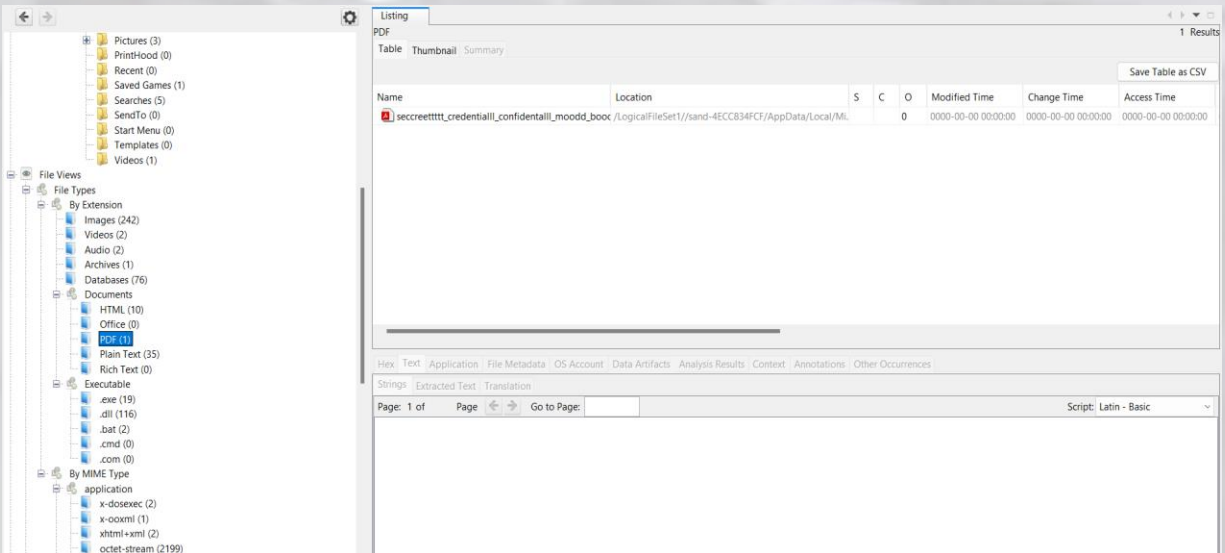 Pictures (3)
PrintHood (0)
Recent (0)
Saved Games (1)
Searches (5)
SendTo (0)
Start Menu (0)
Templates (0)
Videos (1)
File Views
File Types
By Extension
Images (242)
Videos (2)
Audio (2)
Archives (1)
Databases (76)
Documents
HTML (10)
Office (0)
PDF (1)
Plain Text (35)
Rich Text (0)
Executable
.exe (19)
.dll (116)
.bat (2)
.cmd (0)
.com (0)
By MIME Type
application
x-dosexec (2)
x-ooxml (1)
xhtml+xml (2)
octet-stream (2199)
Listing
PDF 1 Results
Table Thumbnail Summary
Save Table as CSV
Name Location S C O Modified Time Change Time Access Time
seccreettttt_credentialll_confidentalll_moodd_booc /LogicalFileSet1//sand-4ECC834FCF/AppData/Local/Mi. 0 0000-00-00 00:00:00 0000-00-00 00:00:00 0000-00-00 00:00:00
Hex Text Application File Metadata OS Account Data Artifacts Analysis Results Context Annotations Other Occurrences
Strings Extracted Text Translation
Page: 1 of Page Go to Page: Script: Latin - Basic